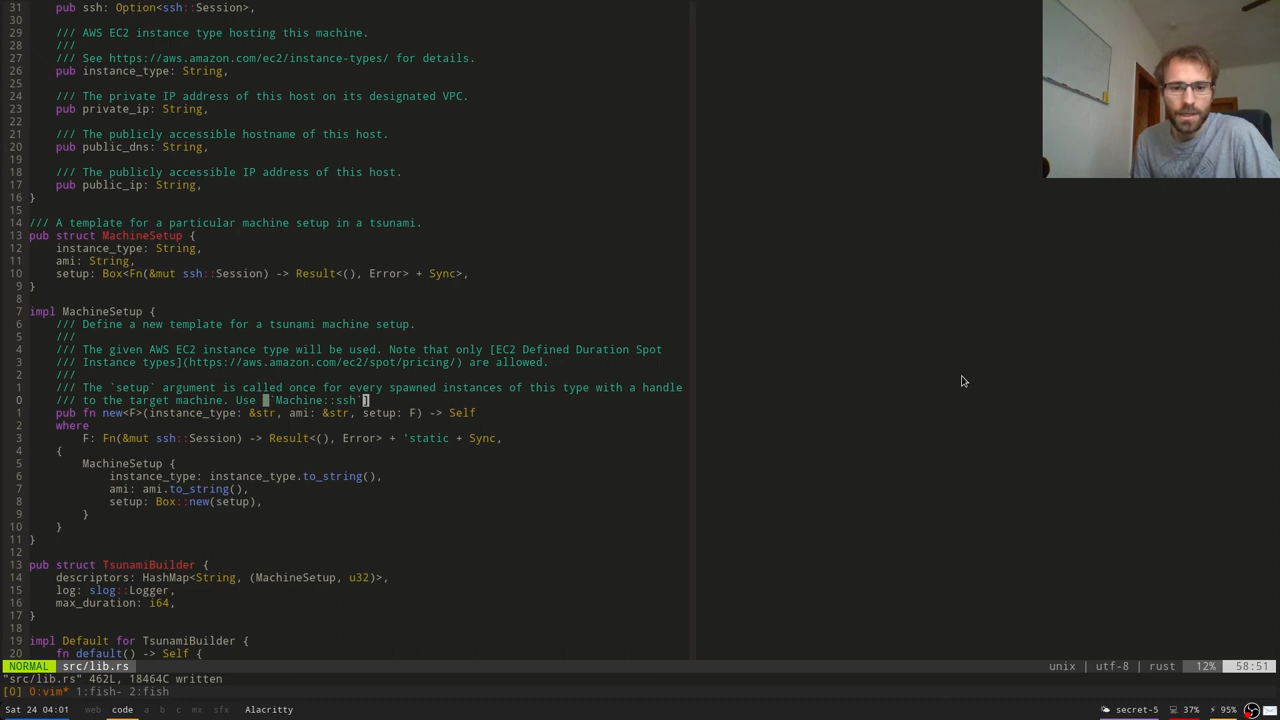 31     pub ssh: Option<ssh::Session>,
30
29     /// AWS EC2 instance type hosting this machine.
28     ///
27     /// See https://aws.amazon.com/ec2/instance-types/ for details.
26     pub instance_type: String,
25
24     /// The private IP address of this host on its designated VPC.
23     pub private_ip: String,
22
21     /// The publicly accessible hostname of this host.
20     pub public_dns: String,
19
18     /// The publicly accessible IP address of this host.
17     pub public_ip: String,
16 }
15
14 /// A template for a particular machine setup in a tsunami.
13 pub struct MachineSetup {
12     instance_type: String,
11     ami: String,
10     setup: Box<Fn(&mut ssh::Session) -> Result<(), Error> + Sync>,
9 }
8
7 impl MachineSetup {
6     /// Define a new template for a tsunami machine setup.
5     ///
4     /// The given AWS EC2 instance type will be used. Note that only [EC2 Defined Duration Spot
3     /// Instance types](https://aws.amazon.com/ec2/spot/pricing/) are allowed.
2     ///
1     /// The `setup` argument is called once for every spawned instances of this type with a handle
0     /// to the target machine. Use [`Machine::ssh`]
1     pub fn new<F>(instance_type: &str, ami: &str, setup: F) -> Self
2     where
3         F: Fn(&mut ssh::Session) -> Result<(), Error> + 'static + Sync,
4     {
5         MachineSetup {
6             instance_type: instance_type.to_string(),
7             ami: ami.to_string(),
8             setup: Box::new(setup),
9         }
10     }
11 }
12
13 pub struct TsunamiBuilder {
14     descriptors: HashMap<String, (MachineSetup, u32)>,
15     log: slog::Logger,
16     max_duration: i64,
17 }
18
19 impl Default for TsunamiBuilder {
20     fn default() -> Self {
NORMAL src/lib.rs unix | utf-8 | rust 12% 58:51
"src/lib.rs" 462L, 18464C written
[0] 0:vim* 1:fish- 2:fish
Sat 24 04:01 web code a b c mx sfx Alacritty secret-5 37% 95%